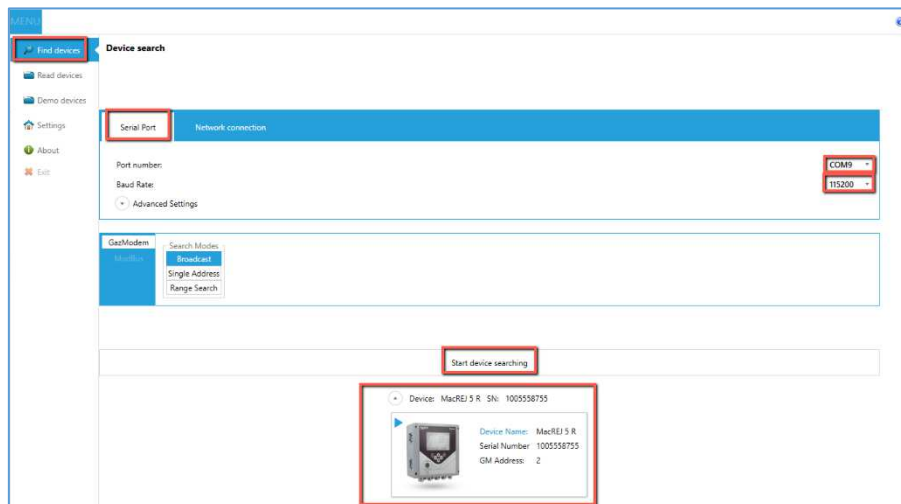 MENU
Find devices
Device search
Read devices
Demo devices
Settings
About
Exit
Serial Port Network connection
Port number: COM9
Baud Rate: 115200
Advanced Settings
GazModem
ModBus
Search Modes
Broadcast
Single Address
Range Search
Start device searching
Device: MacREJ 5 R SN: 1005558755
Device Name: MacREJ 5 R
Serial Number 1005558755
GM Address: 2